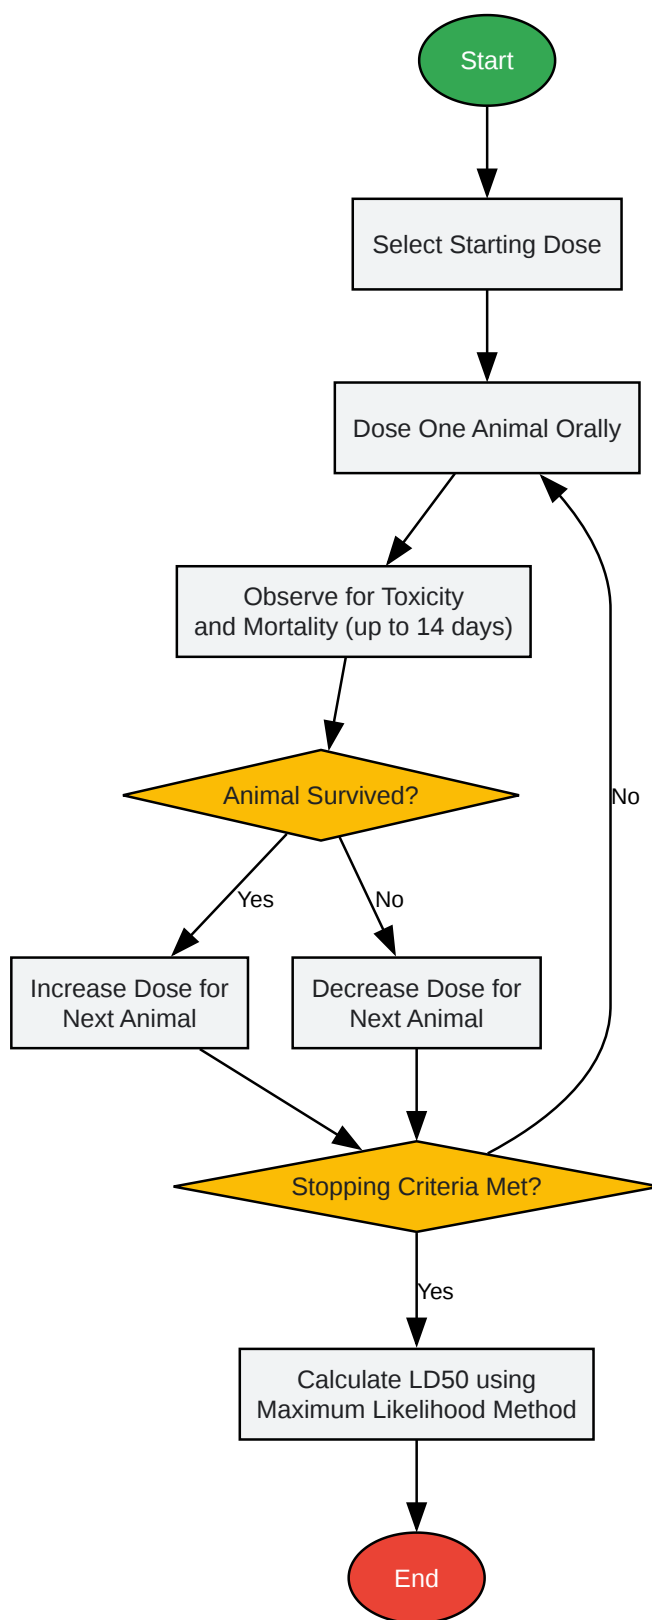 Start
Select Starting Dose
Dose One Animal Orally
Observe for Toxicity
and Mortality (up to 14 days)
Animal Survived?
No
Yes
No
Increase Dose for
Next Animal
Decrease Dose for
Next Animal
Stopping Criteria Met?
Yes
Calculate LD50 using
Maximum Likelihood Method
End